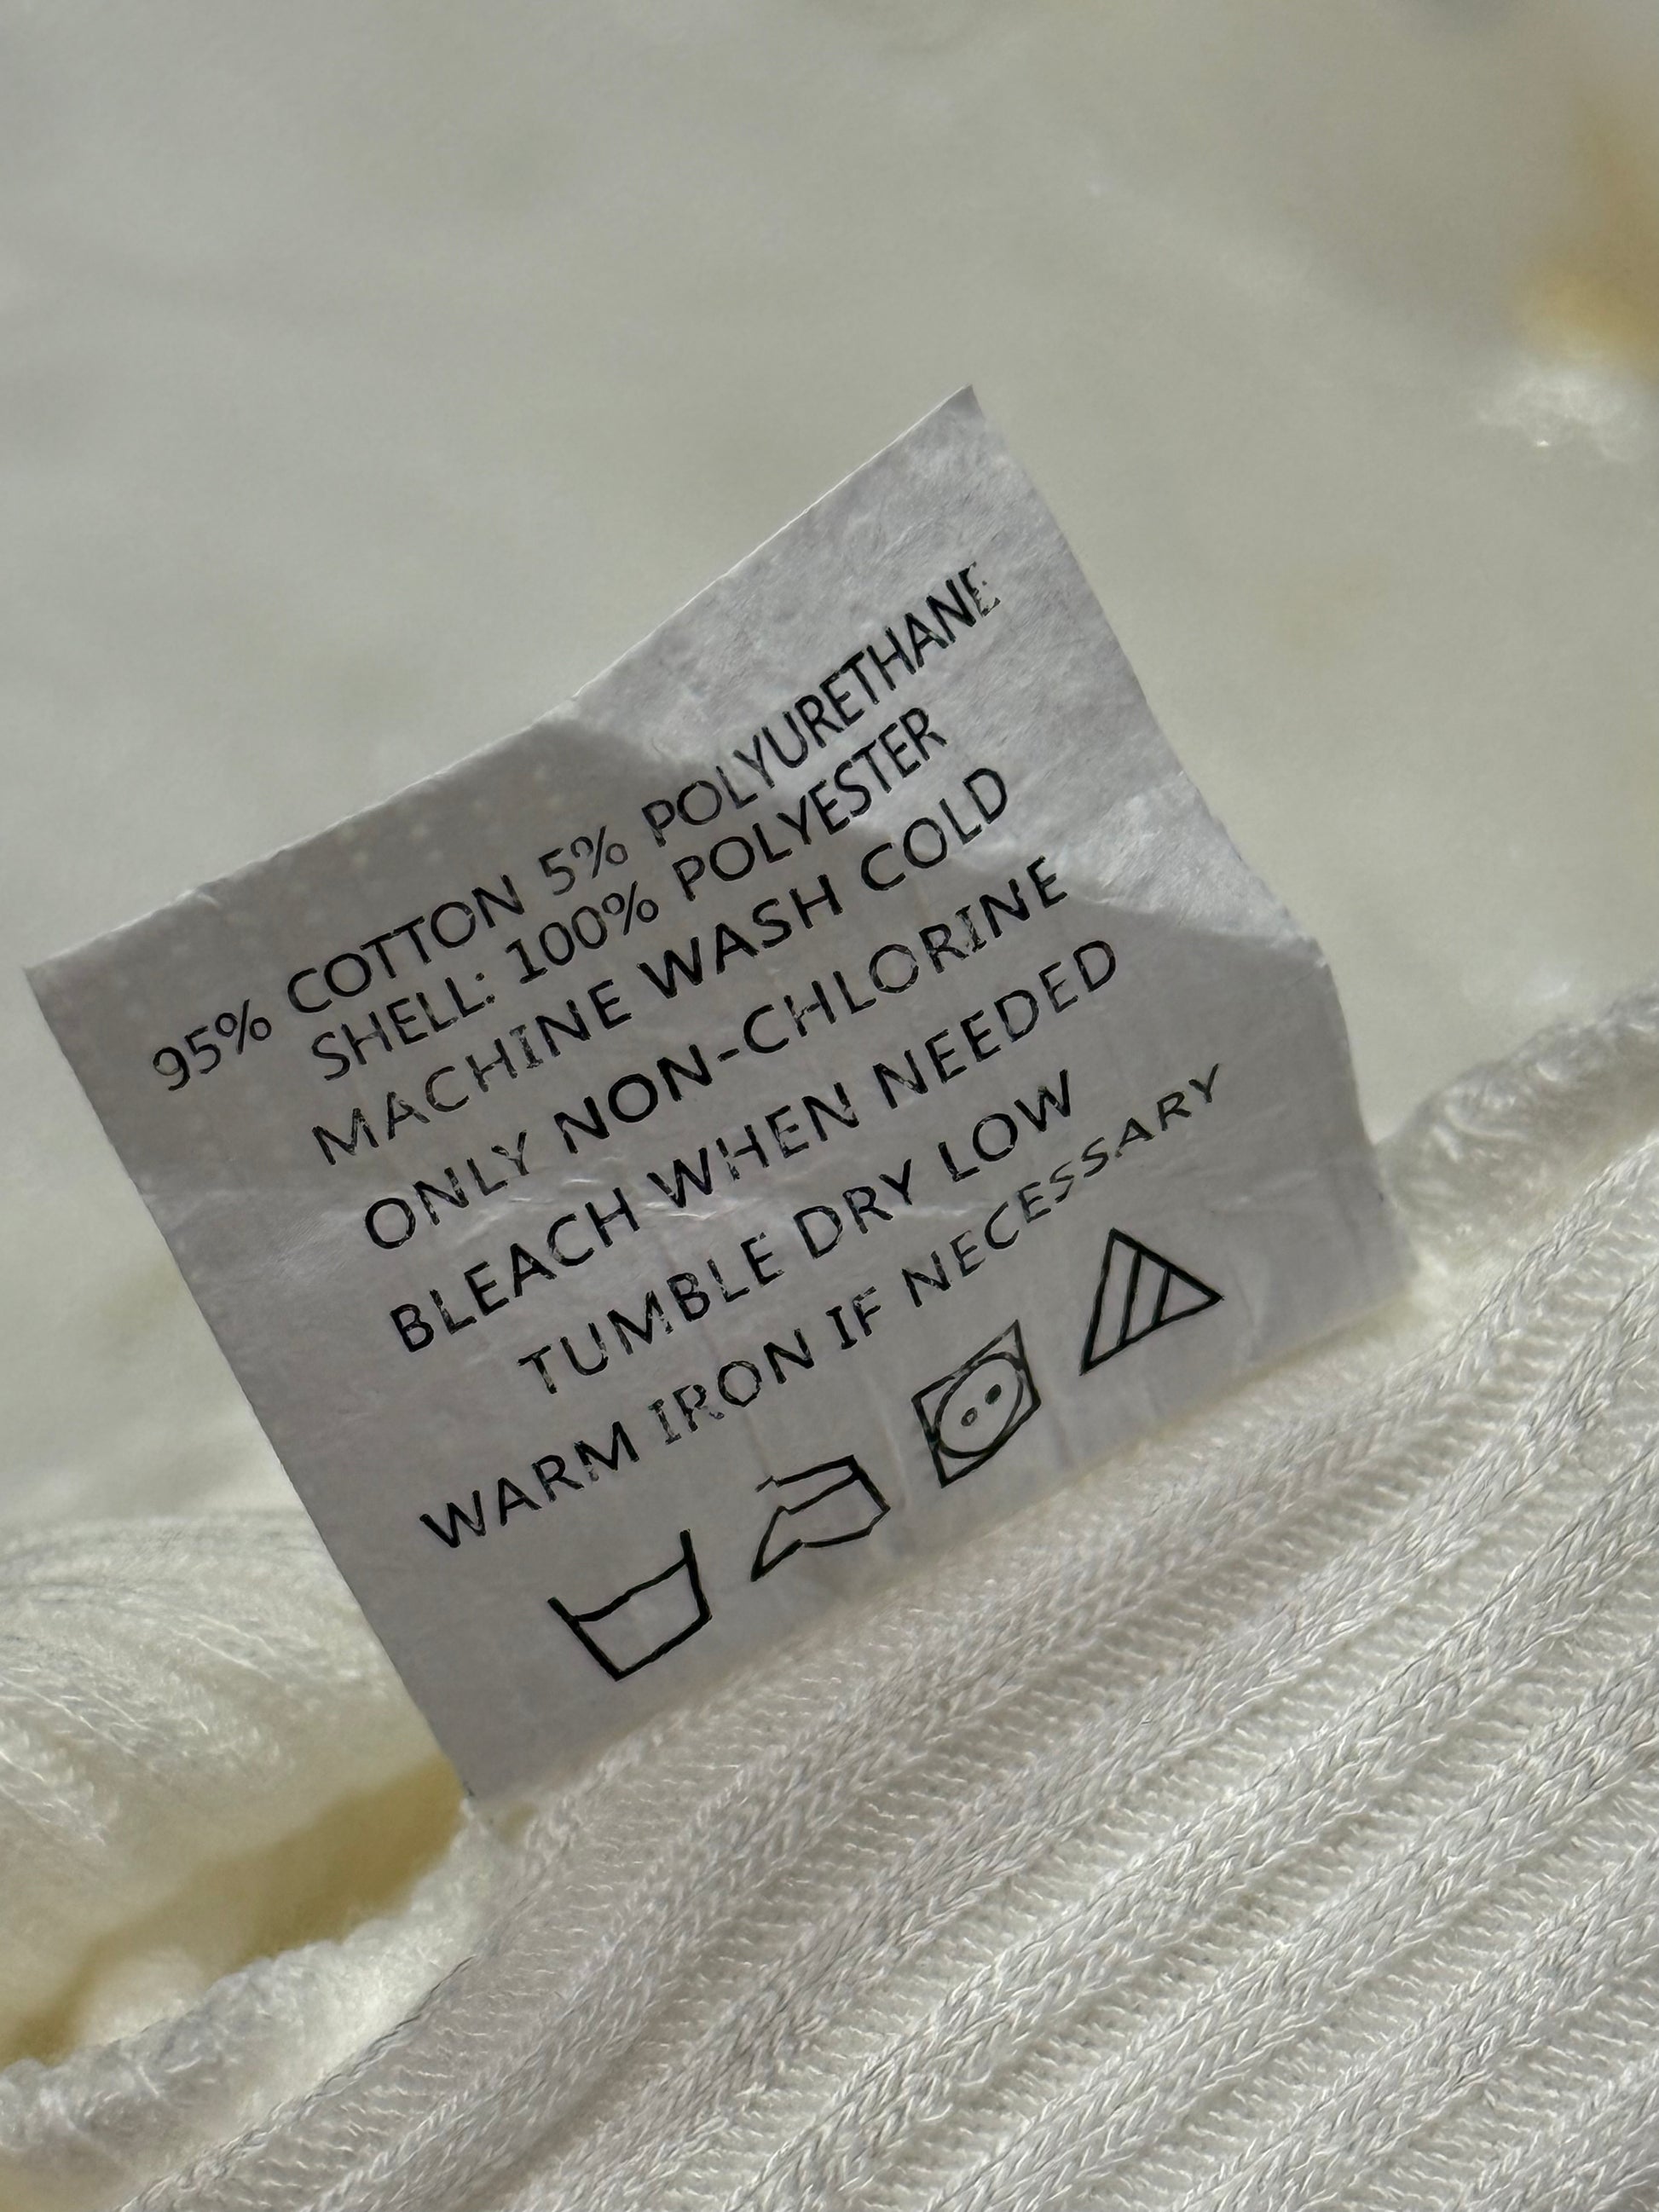 95% COTTON 5% POLYURETHANE
SHELL: 100% POLYESTER
MACHINE WASH COLD
ONLY NON-CHLORINE
BLEACH WHEN NEEDED
TUMBLE DRY LOW
WARM IRON IF NECESSARY